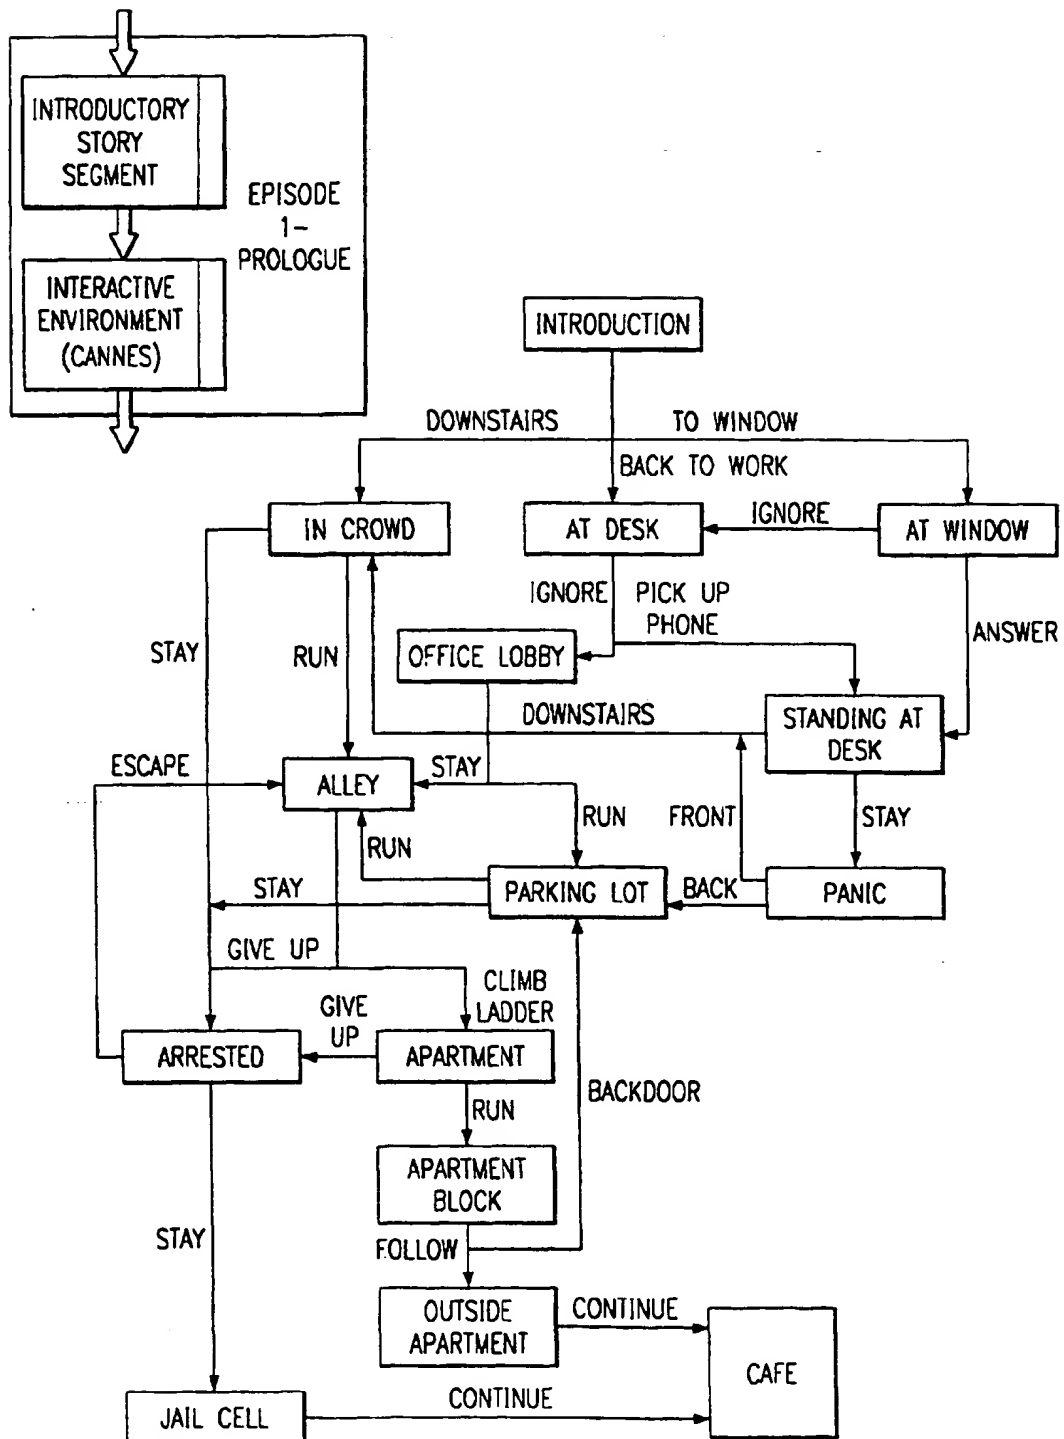 INTRODUCTORY
STORY
SEGMENT
EPISODE
1-
PROLOGUE
INTERACTIVE
ENVIRONMENT
(CANNES)
INTRODUCTION
DOWNSTAIRS
TO WINDOW
BACK TO WORK
IN CROWD
AT DESK
IGNORE
AT WINDOW
IGNORE
PICK UP
PHONE
ANSWER
STAY
RUN
OFFICE LOBBY
DOWNSTAIRS
STANDING AT
DESK
ESCAPE
ALLEY
STAY
RUN
FRONT
STAY
RUN
STAY
PARKING LOT
BACK
PANIC
GIVE UP
CLIMB
LADDER
GIVE
UP
ARRESTED
APARTMENT
BACKDOOR
RUN
APARTMENT
BLOCK
STAY
FOLLOW
OUTSIDE
APARTMENT
CONTINUE
CAFE
JAIL CELL
CONTINUE